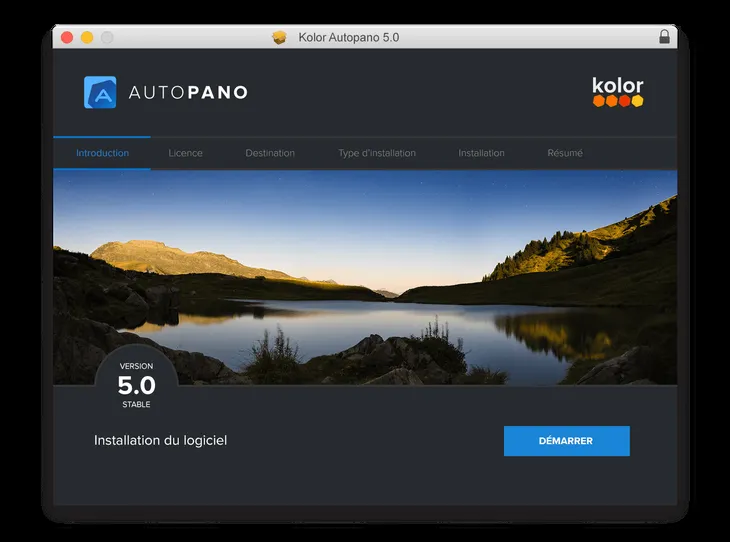 Kolor Autopano 5.0
AUTOPANO
kolor
Introduction Licence Destination Type d'installation Installation Résumé
VERSION
5.0
STABLE
Installation du logiciel
DÉMARRER